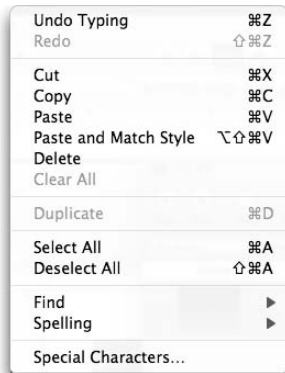 Undo Typing ⌘Z
Redo ⇧⌘Z
Cut ⌘X
Copy ⌘C
Paste ⌘V
Paste and Match Style ⌥⇧⌘V
Delete
Clear All
Duplicate ⌘D
Select All ⌘A
Deselect All ⇧⌘A
Find ▶
Spelling ▶
Special Characters...